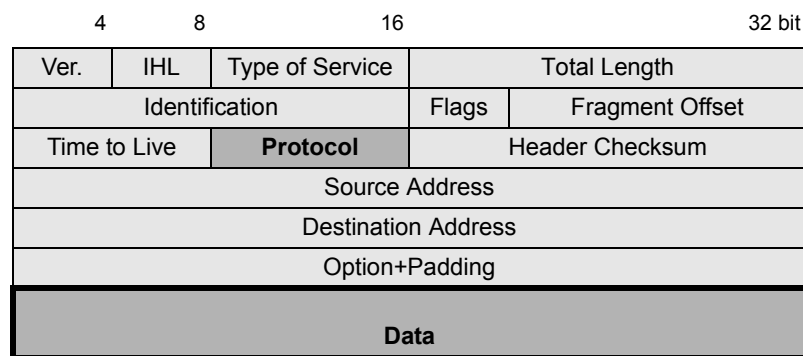 4 8 16 32 bit
Ver. IHL Type of Service Total Length
Identification Flags Fragment Offset
Time to Live Protocol Header Checksum
Source Address
Destination Address
Option+Padding
Data